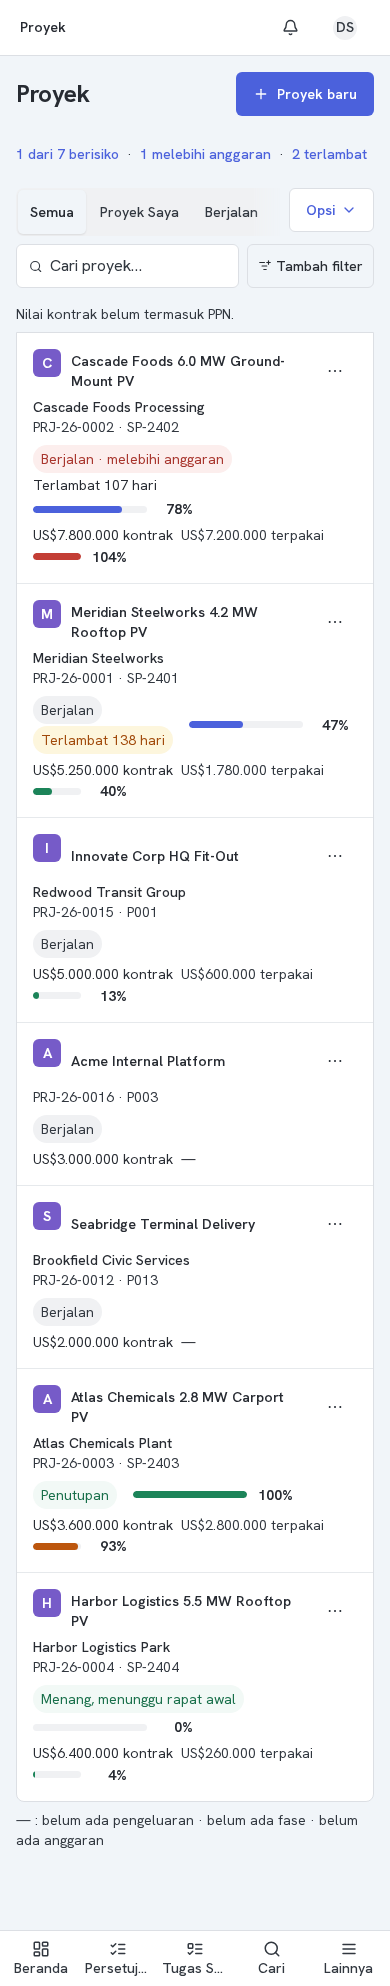 Proyek
DS
Proyek
Proyek baru
1 dari 7 berisiko · 1 melebihi anggaran · 2 terlambat
Semua Proyek Saya Berjalan Opsi
Cari proyek... Tambah filter
Nilai kontrak belum termasuk PPN.
C Cascade Foods 6.0 MW Ground-
Mount PV
Cascade Foods Processing
PRJ-26-0002 · SP-2402
Berjalan · melebihi anggaran
Terlambat 107 hari
78%
US$7.800.000 kontrak US$7.200.000 terpakai
104%
M Meridian Steelworks 4.2 MW
Rooftop PV
Meridian Steelworks
PRJ-26-0001 · SP-2401
Berjalan
Terlambat 138 hari
47%
US$5.250.000 kontrak US$1.780.000 terpakai
40%
I Innovate Corp HQ Fit-Out
Redwood Transit Group
PRJ-26-0015 · P001
Berjalan
US$5.000.000 kontrak US$600.000 terpakai
13%
A Acme Internal Platform
PRJ-26-0016 · P003
Berjalan
US$3.000.000 kontrak —
S Seabridge Terminal Delivery
Brookfield Civic Services
PRJ-26-0012 · P013
Berjalan
US$2.000.000 kontrak —
A Atlas Chemicals 2.8 MW Carport
PV
Atlas Chemicals Plant
PRJ-26-0003 · SP-2403
Penutupan 100%
US$3.600.000 kontrak US$2.800.000 terpakai
93%
H Harbor Logistics 5.5 MW Rooftop
PV
Harbor Logistics Park
PRJ-26-0004 · SP-2404
Menang, menunggu rapat awal
0%
US$6.400.000 kontrak US$260.000 terpakai
4%
— : belum ada pengeluaran · belum ada fase · belum
ada anggaran
Beranda Persetuj... Tugas S... Cari Lainnya